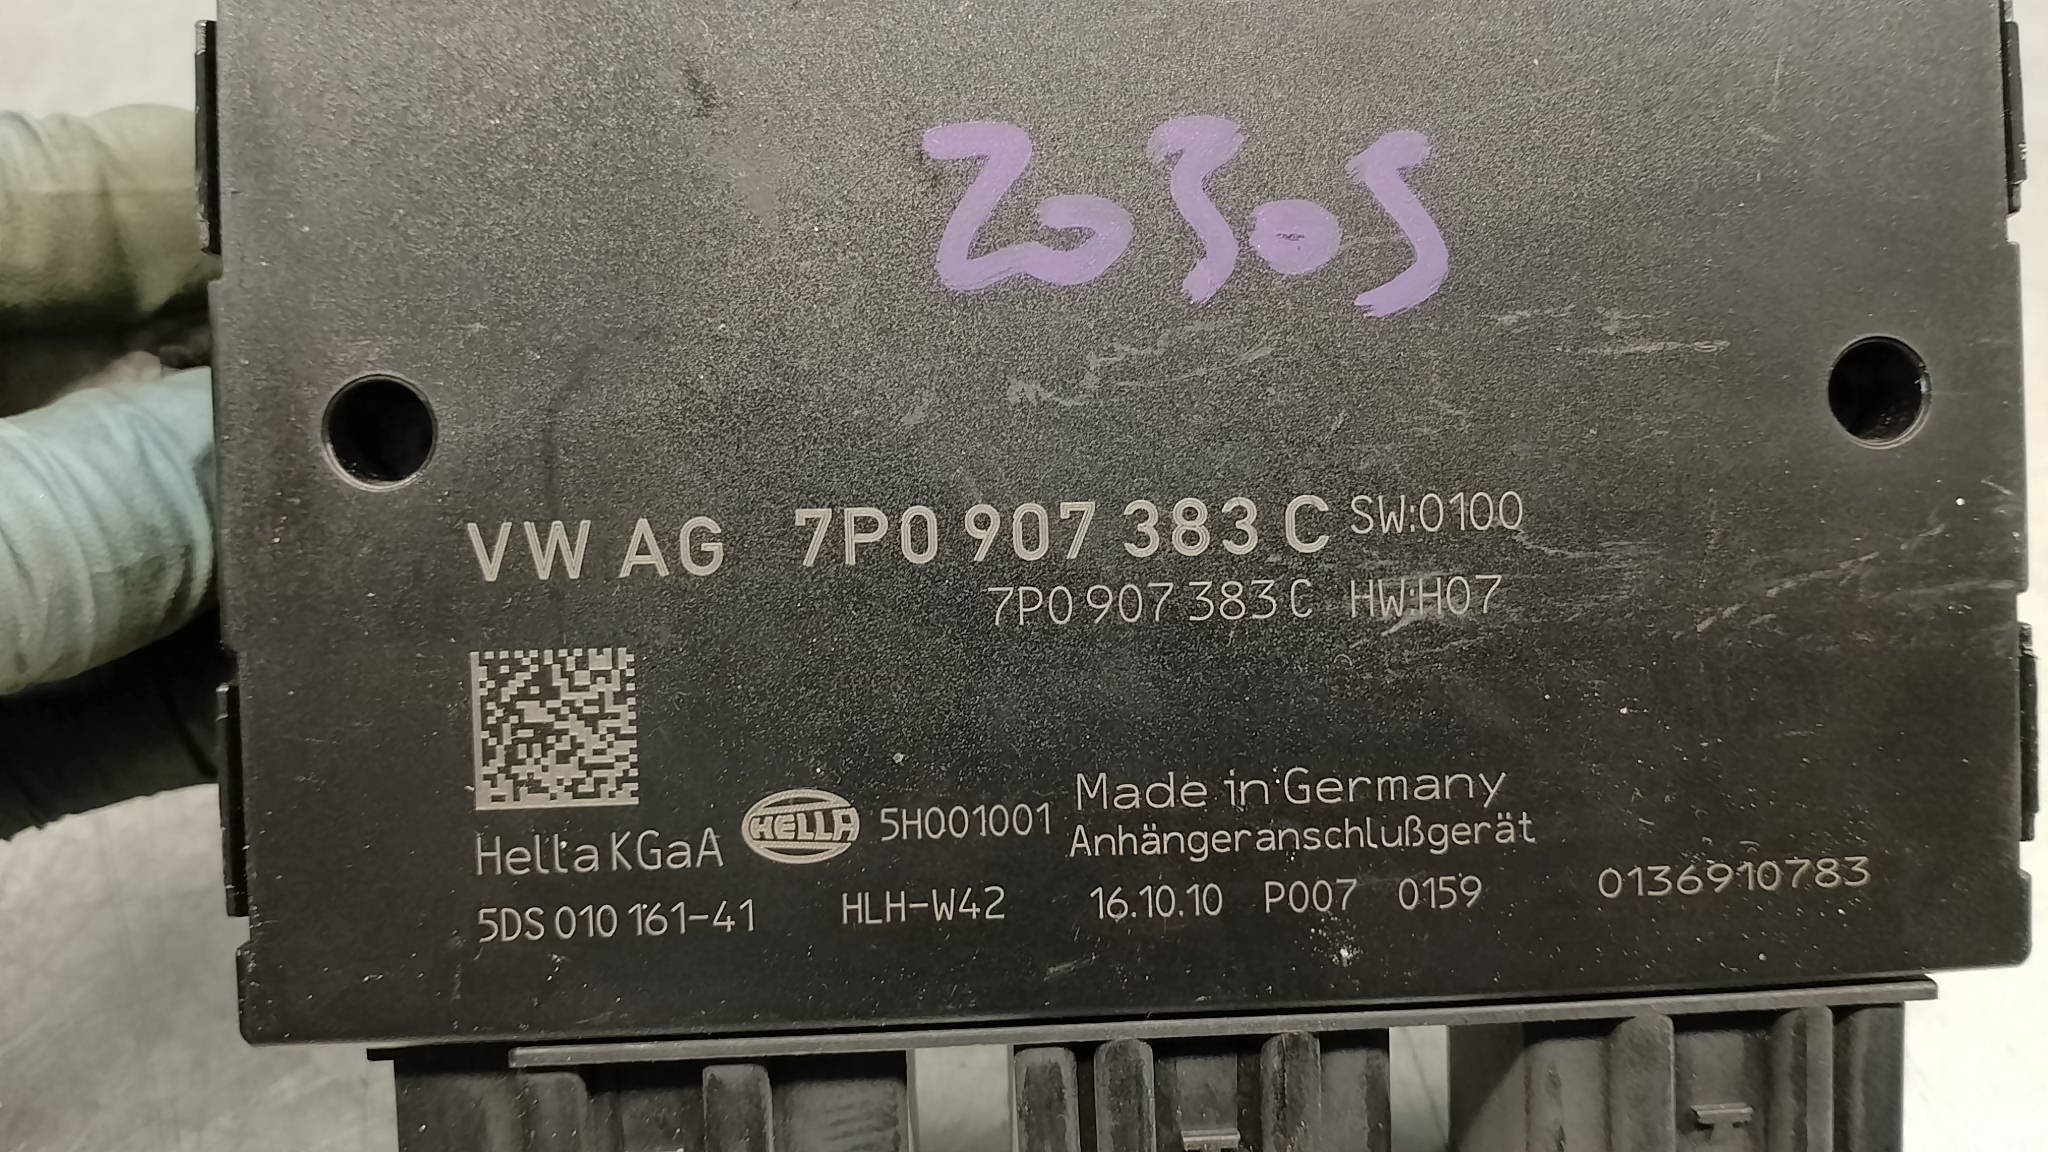 20305
VW AG 7P0 907 383 C SW:0100
7P0 907 383 C HW:H07
Hella KGaA HELLA 5H001001 Made in Germany
Anhängeranschlußgerät
5DS 010 161-41 HLH-W42 16.10.10 P007 0159 0136910783